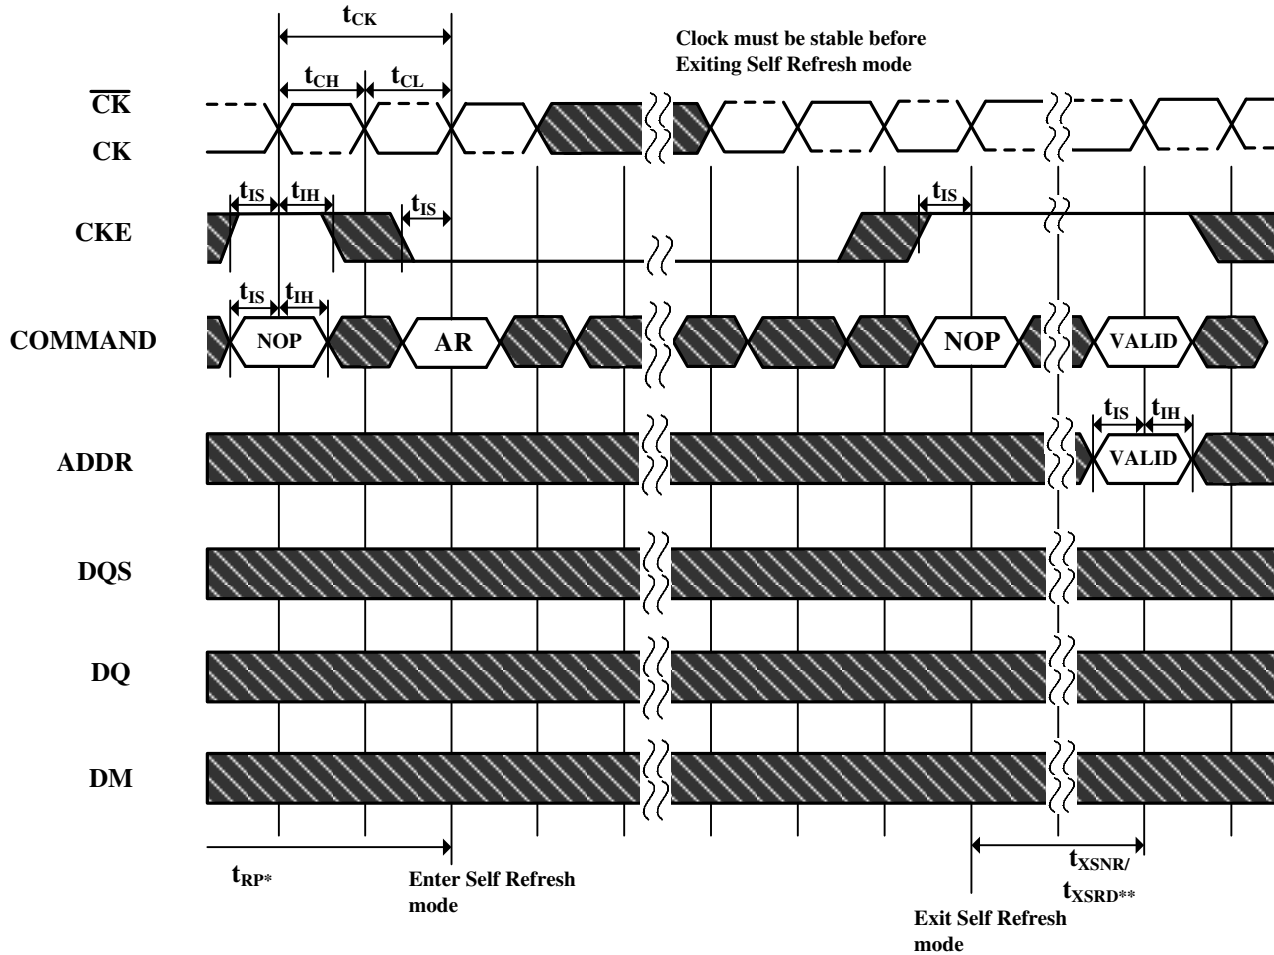 tCK
Clock must be stable before
Exiting Self Refresh mode
tCH
tCL
CK
CK
tIS
tIH
tIS
tIS
CKE
tIS
tIH
COMMAND
NOP
AR
NOP
VALID
tIS
tIH
ADDR
VALID
DQS
DQ
DM
tRP*
Enter Self Refresh
mode
tXSNR/
tXSRD**
Exit Self Refresh
mode